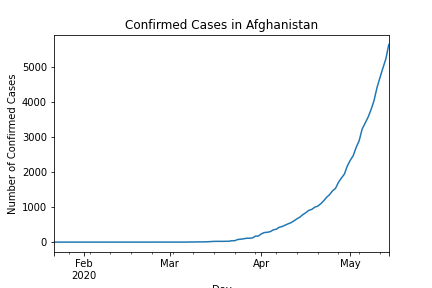 Confirmed Cases in Afghanistan
Number of Confirmed Cases
5000
4000
3000
2000
1000
0
Feb
2020
Mar
Apr
May